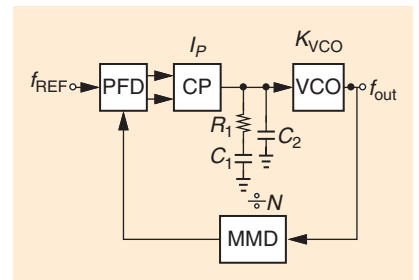 I_P K_VCO
f_REF PFD CP VCO f_out
R_1 C_2
C_1
÷N
MMD